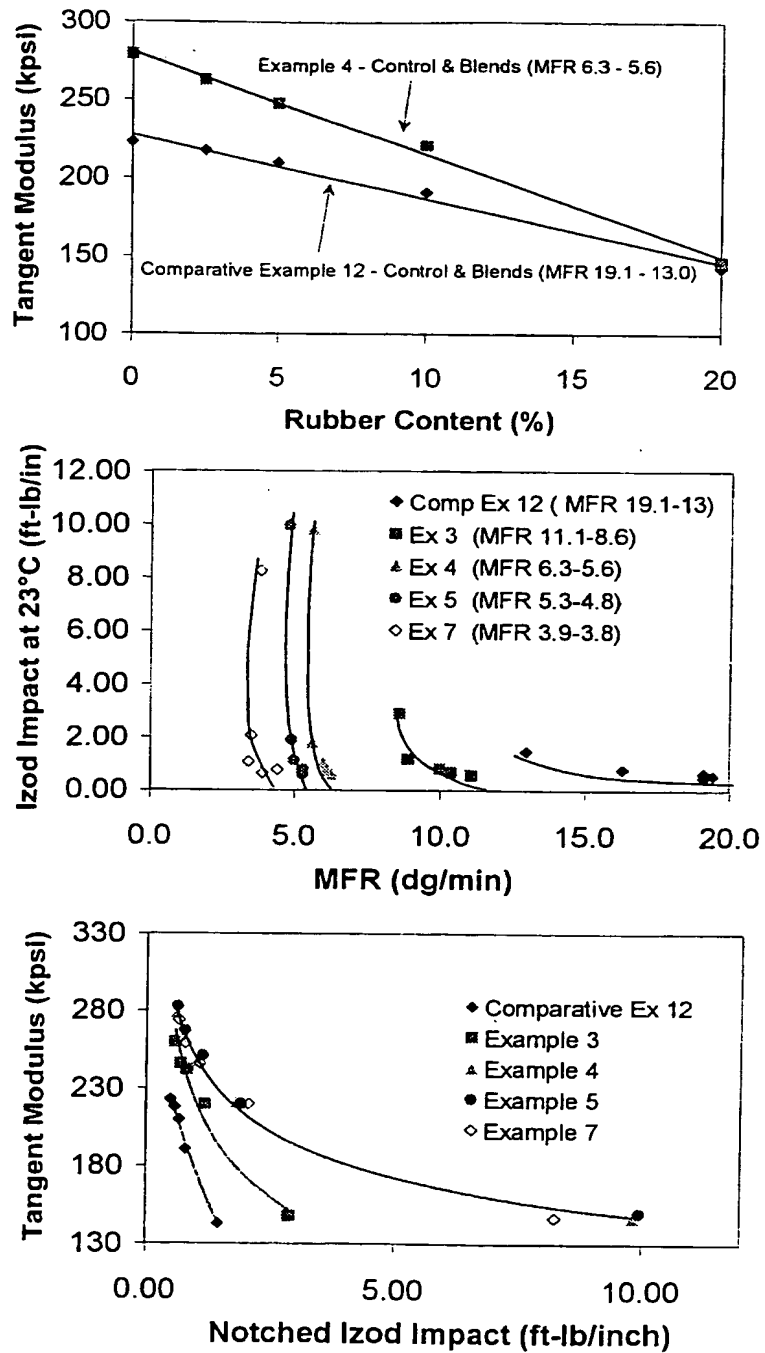 Tangent Modulus (kpsi)
300
250
200
150
100
Example 4 - Control & Blends (MFR 6.3 - 5.6)
Comparative Example 12 - Control & Blends (MFR 19.1 - 13.0)
0 5 10 15 20
Rubber Content (%)
Izod Impact at 23°C (ft-lb/in)
12.00
10.00
8.00
6.00
4.00
2.00
0.00
Comp Ex 12 ( MFR 19.1-13)
Ex 3 (MFR 11.1-8.6)
Ex 4 (MFR 6.3-5.6)
Ex 5 (MFR 5.3-4.8)
Ex 7 (MFR 3.9-3.8)
0.0 5.0 10.0 15.0 20.0
MFR (dg/min)
Tangent Modulus (kpsi)
330
280
230
180
130
Comparative Ex 12
Example 3
Example 4
Example 5
Example 7
0.00 5.00 10.00
Notched Izod Impact (ft-lb/inch)